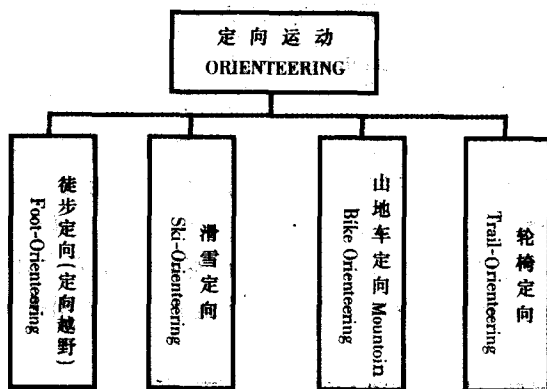 定向运动
ORIENTEERING
徒步定向(定向越野)
Foot-Orienteering
滑雪定向
Ski-Orienteering
山地车定向 Mountoin
Bike Orienteering
轮椅定向
Trail-Orienteering